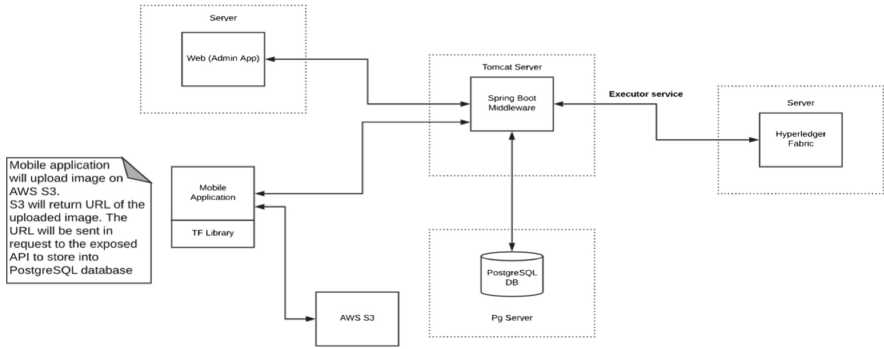 Server
Web (Admin App)
Tomcat Server
Spring Boot
Middleware
Executor service
Server
Hyperledger
Fabric
Mobile application
will upload image on
AWS S3.
S3 will return URL of the
uploaded image. The
URL will be sent in
request to the exposed
API to store into
PostgreSQL database
Mobile
Application
TF Library
PostgreSQL
DB
Pg Server
AWS S3